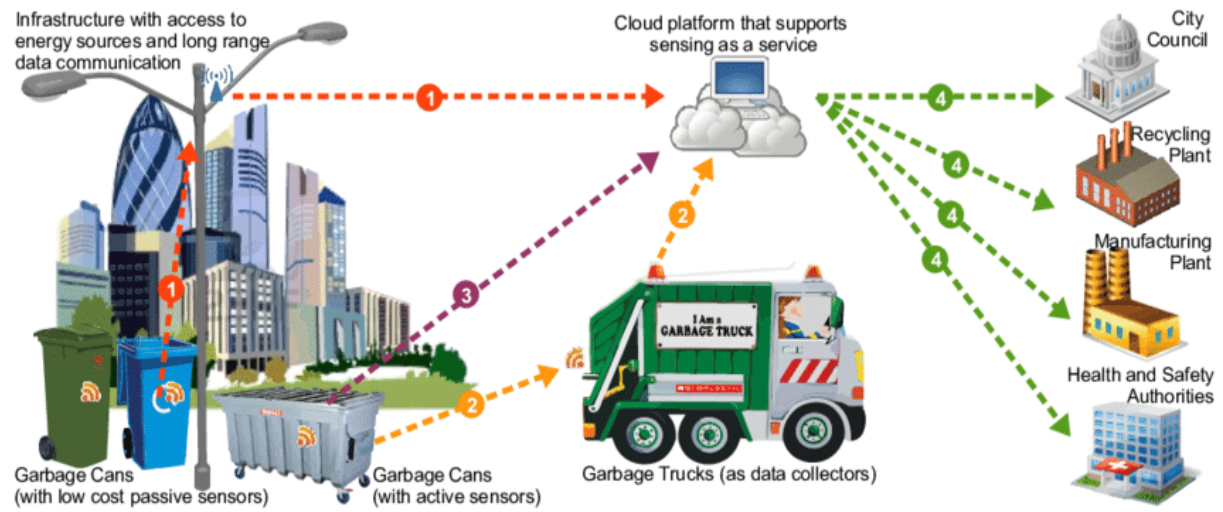 Infrastructure with access to
energy sources and long range
data communication
Cloud platform that supports
sensing as a service
City
Council
1
4
Recycling
Plant
4
2
4
Manufacturing
Plant
4
1
3
I Am a
GARBAGE TRUCK
2
Health and Safety
Authorities
Garbage Cans
(with low cost passive sensors)
Garbage Cans
(with active sensors)
Garbage Trucks (as data collectors)